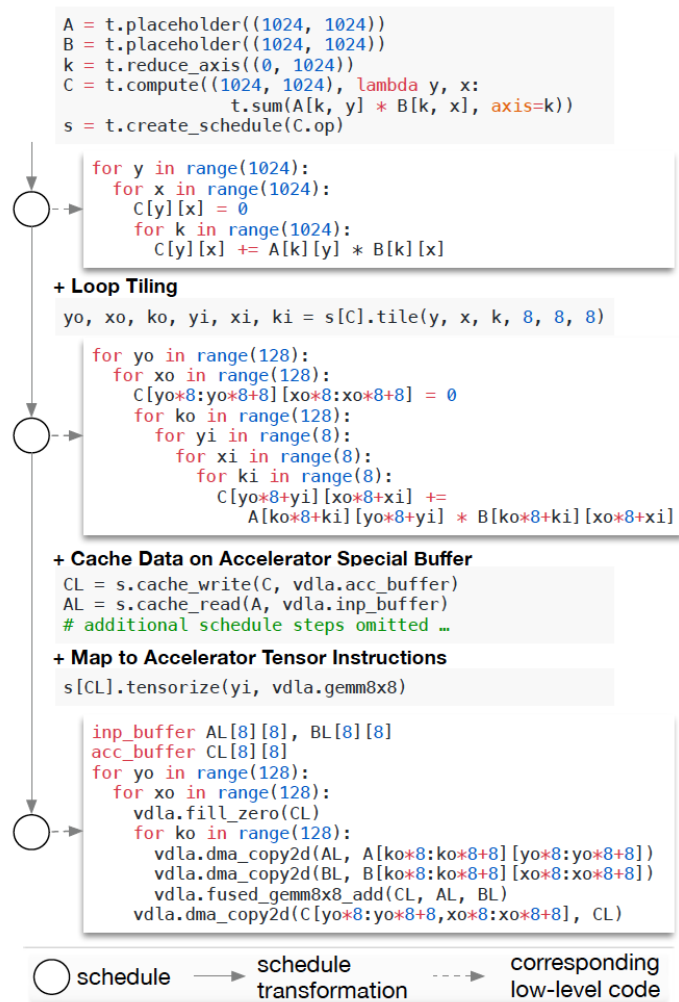 A = t.placeholder((1024, 1024))
B = t.placeholder((1024, 1024))
k = t.reduce_axis((0, 1024))
C = t.compute((1024, 1024), lambda y, x:
                t.sum(A[k, y] * B[k, x], axis=k))
s = t.create_schedule(C.op)
for y in range(1024):
  for x in range(1024):
    C[y][x] = 0
    for k in range(1024):
      C[y][x] += A[k][y] * B[k][x]
+ Loop Tiling
yo, xo, ko, yi, xi, ki = s[C].tile(y, x, k, 8, 8, 8)
for yo in range(128):
  for xo in range(128):
    C[yo*8:yo*8+8][xo*8:xo*8+8] = 0
    for ko in range(128):
      for yi in range(8):
        for xi in range(8):
          for ki in range(8):
            C[yo*8+yi][xo*8+xi] +=
               A[ko*8+ki][yo*8+yi] * B[ko*8+ki][xo*8+xi]
+ Cache Data on Accelerator Special Buffer
CL = s.cache_write(C, vdla.acc_buffer)
AL = s.cache_read(A, vdla.inp_buffer)
# additional schedule steps omitted …
+ Map to Accelerator Tensor Instructions
s[CL].tensorize(yi, vdla.gemm8x8)
inp_buffer AL[8][8], BL[8][8]
acc_buffer CL[8][8]
for yo in range(128):
  for xo in range(128):
    vdla.fill_zero(CL)
    for ko in range(128):
      vdla.dma_copy2d(AL, A[ko*8:ko*8+8][yo*8:yo*8+8])
      vdla.dma_copy2d(BL, B[ko*8:ko*8+8][xo*8:xo*8+8])
      vdla.fused_gemm8x8_add(CL, AL, BL)
    vdla.dma_copy2d(C[yo*8:yo*8+8,xo*8:xo*8+8], CL)
schedule
schedule
transformation
corresponding
low-level code